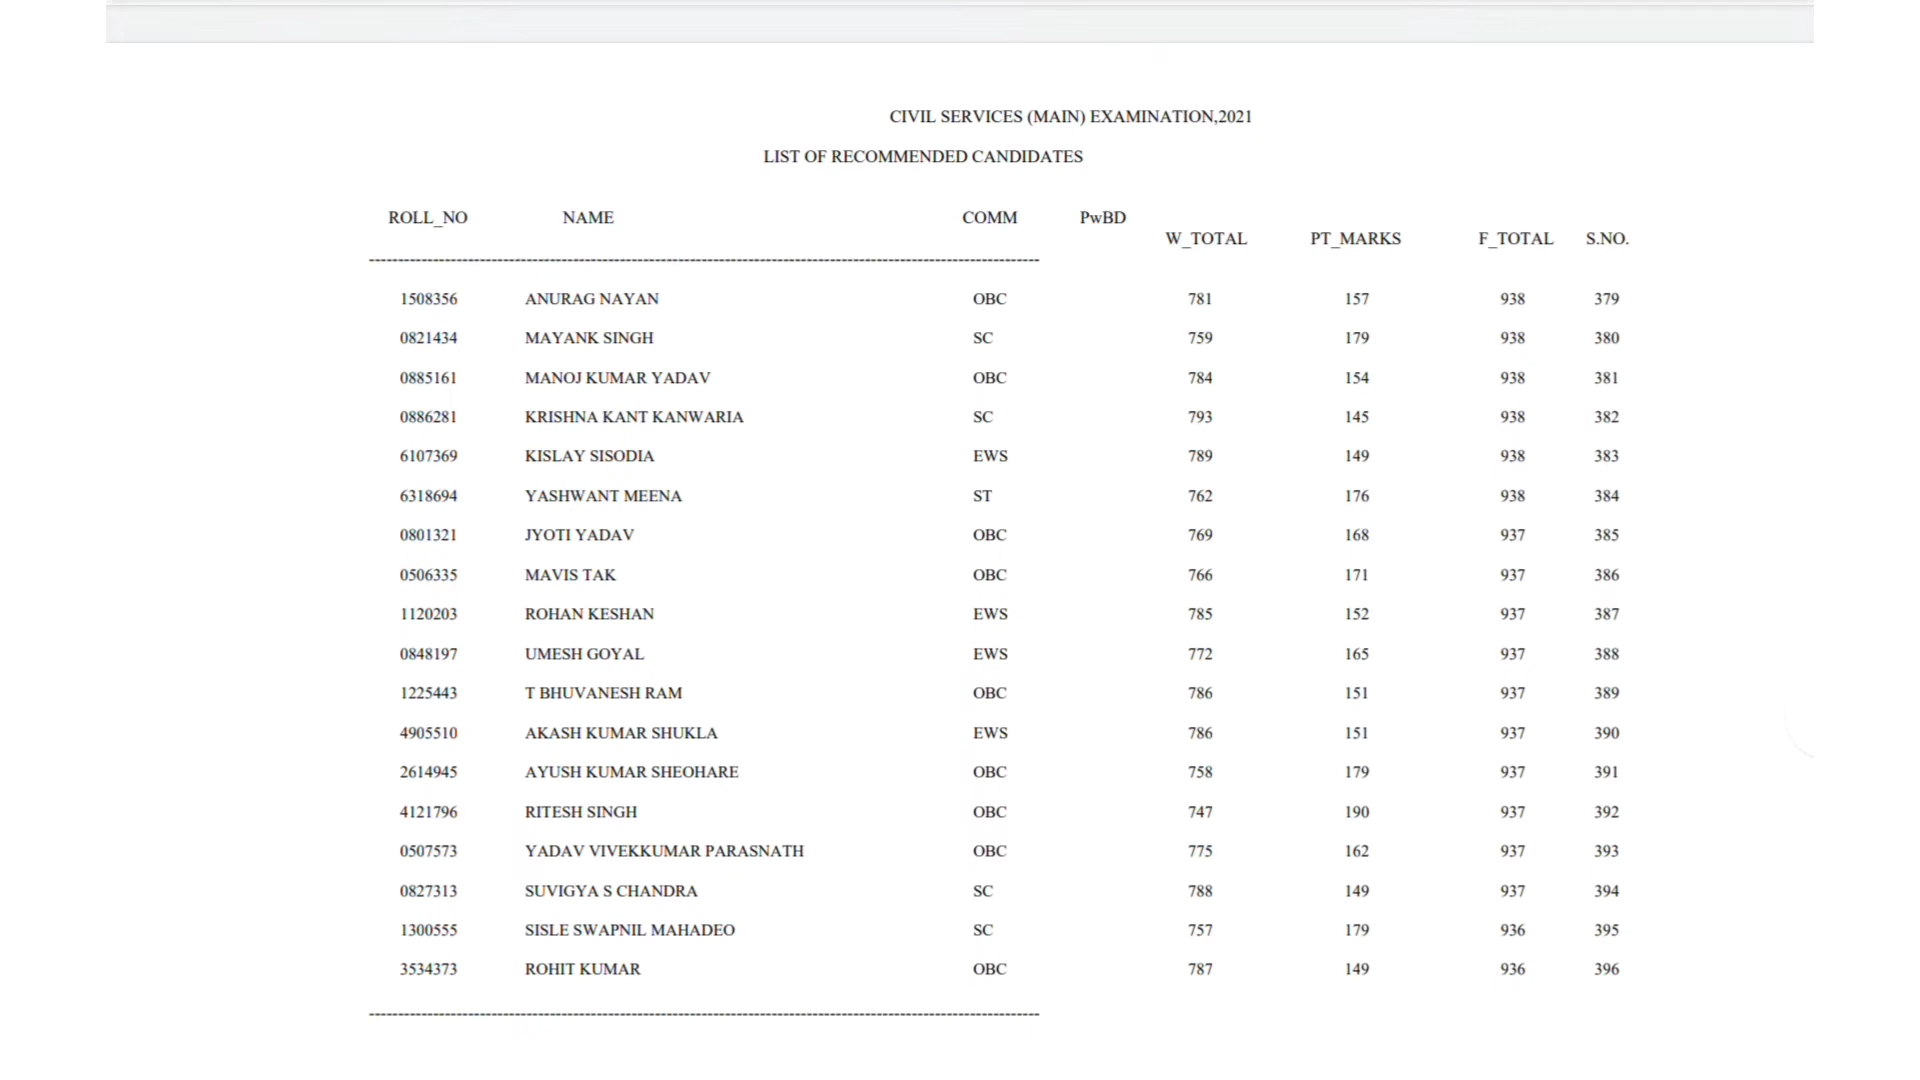 CIVIL SERVICES (MAIN) EXAMINATION,2021
LIST OF RECOMMENDED CANDIDATES
ROLL_NO NAME COMM PwBD W_TOTAL PT_MARKS F_TOTAL S.NO.
--------------------------------------------------------------------------------------------------------------------
1508356 ANURAG NAYAN OBC 781 157 938 379
0821434 MAYANK SINGH SC 759 179 938 380
0885161 MANOJ KUMAR YADAV OBC 784 154 938 381
0886281 KRISHNA KANT KANWARIA SC 793 145 938 382
6107369 KISLAY SISODIA EWS 789 149 938 383
6318694 YASHWANT MEENA ST 762 176 938 384
0801321 JYOTI YADAV OBC 769 168 937 385
0506335 MAVIS TAK OBC 766 171 937 386
1120203 ROHAN KESHAN EWS 785 152 937 387
0848197 UMESH GOYAL EWS 772 165 937 388
1225443 T BHUVANESH RAM OBC 786 151 937 389
4905510 AKASH KUMAR SHUKLA EWS 786 151 937 390
2614945 AYUSH KUMAR SHEOHARE OBC 758 179 937 391
4121796 RITESH SINGH OBC 747 190 937 392
0507573 YADAV VIVEKKUMAR PARASNATH OBC 775 162 937 393
0827313 SUVIGYA S CHANDRA SC 788 149 937 394
1300555 SISLE SWAPNIL MAHADEO SC 757 179 936 395
3534373 ROHIT KUMAR OBC 787 149 936 396
--------------------------------------------------------------------------------------------------------------------